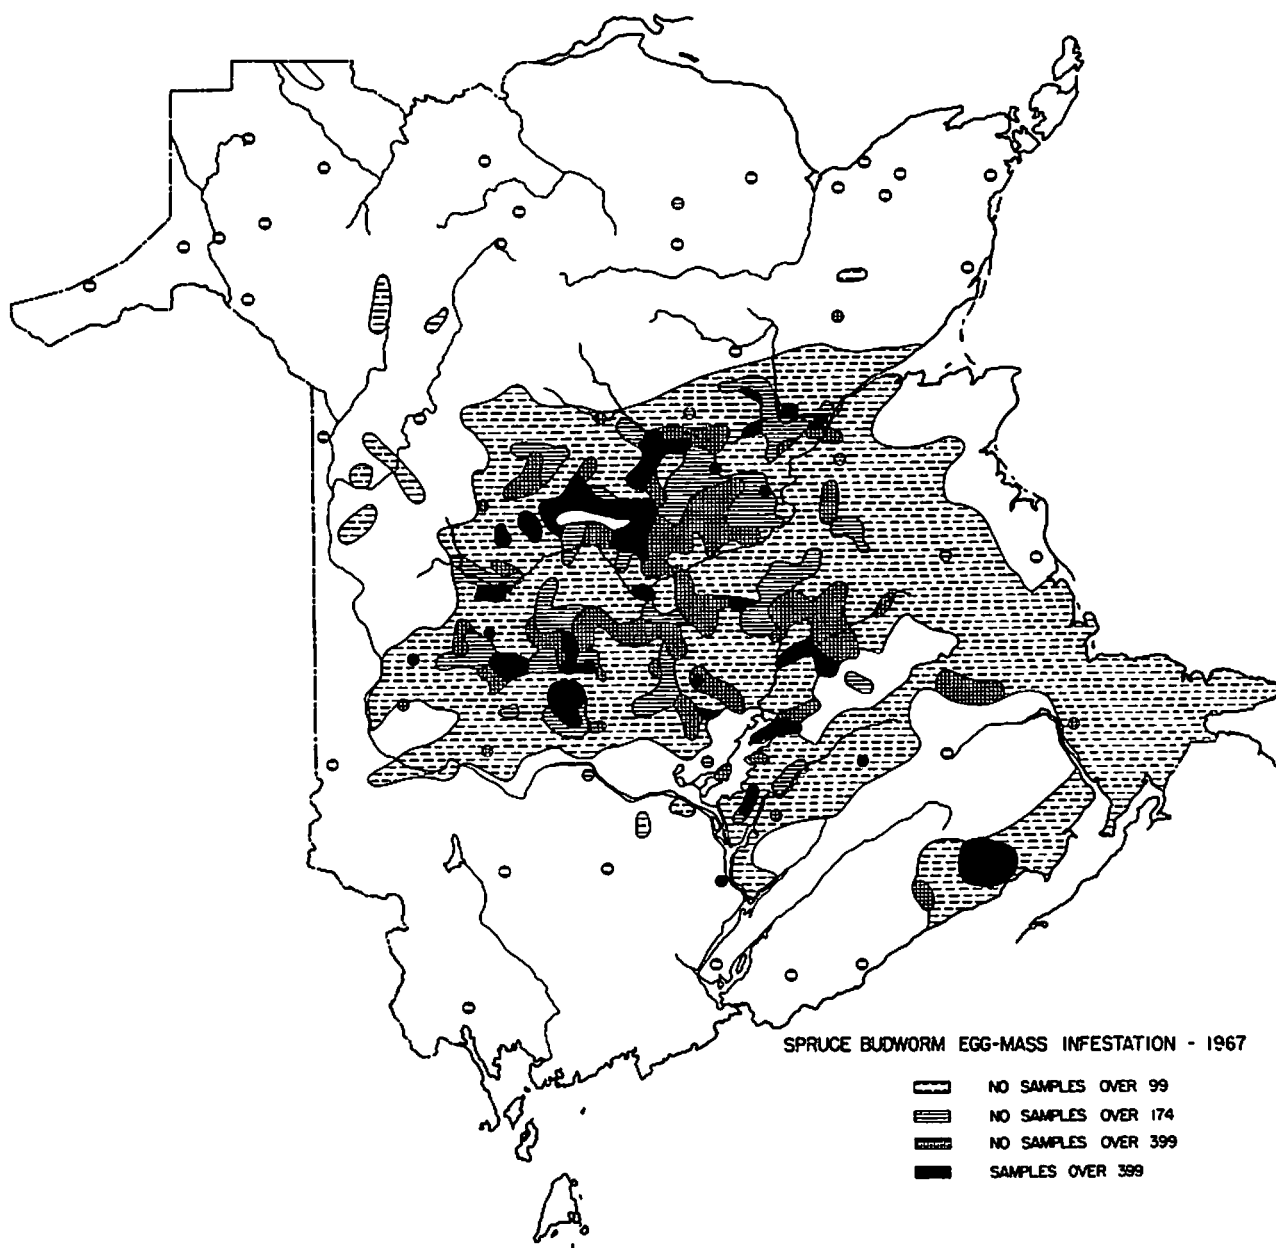 SPRUCE BUDWORM EGG-MASS INFESTATION - 1967
NO SAMPLES OVER 99
NO SAMPLES OVER 174
NO SAMPLES OVER 399
SAMPLES OVER 399